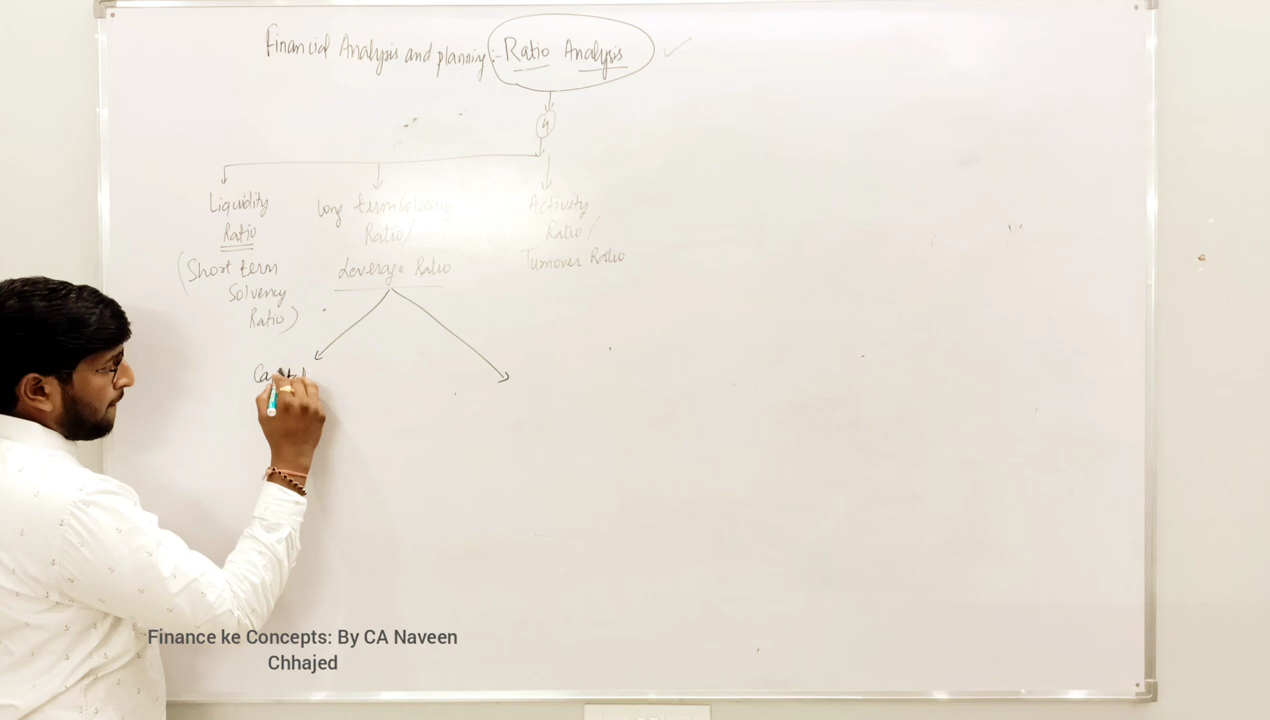 Financial Analysis and planning :- Ratio Analysis
4
Liquidity
Ratio
(Short term
Solvency
Ratio)
Long term Solvency
Ratio/
Leverage Ratio
Activity
Ratio/
Turnover Ratio
Finance ke Concepts: By CA Naveen
Chhajed